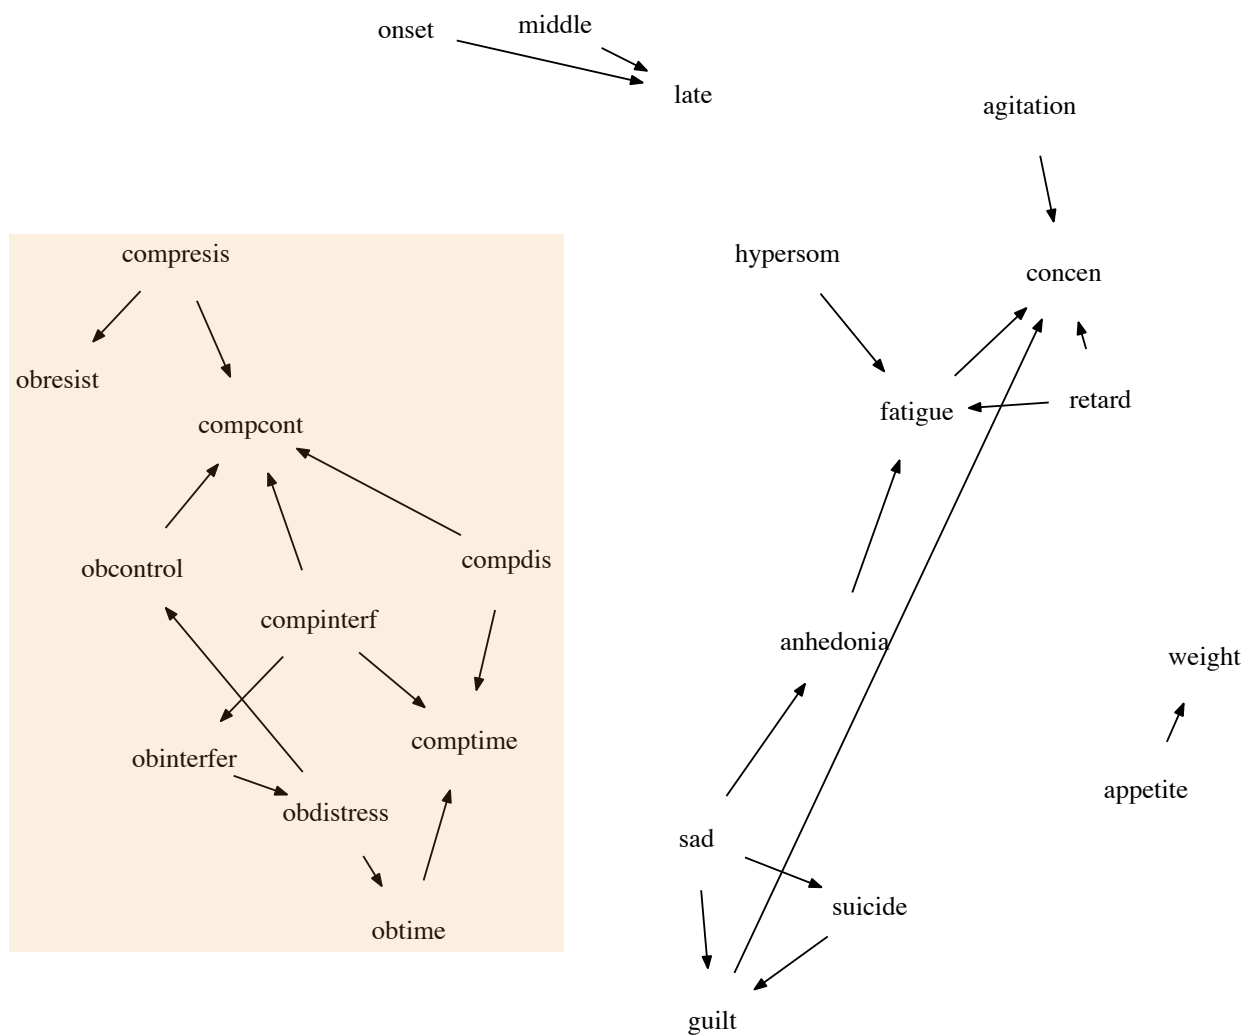 onset
middle
late
agitation
compresis
hypersom
concen
obresist
compcont
fatigue
retard
obcontrol
compdis
compinterf
anhedonia
weight
comptime
obinterfer
obdistress
appetite
sad
suicide
obtime
guilt